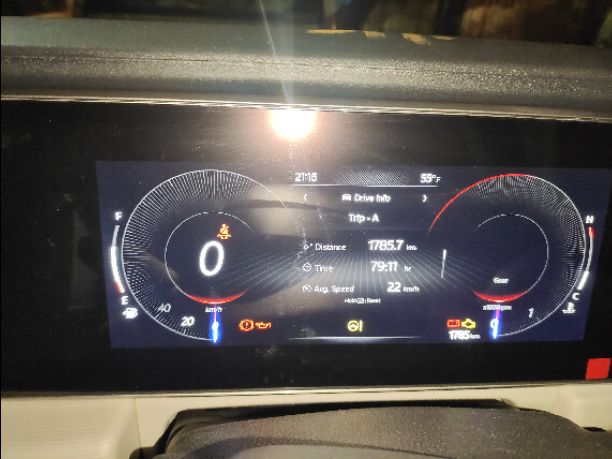 21:16 55°F
Drive Info
Trip - A
F H
Distance 1785.7 km
0
Time 79:11 hr
Gear
Avg. Speed 22 km/h
E C
Hold Reset
40
km/h x1000rpm
20 0 1
1785 km